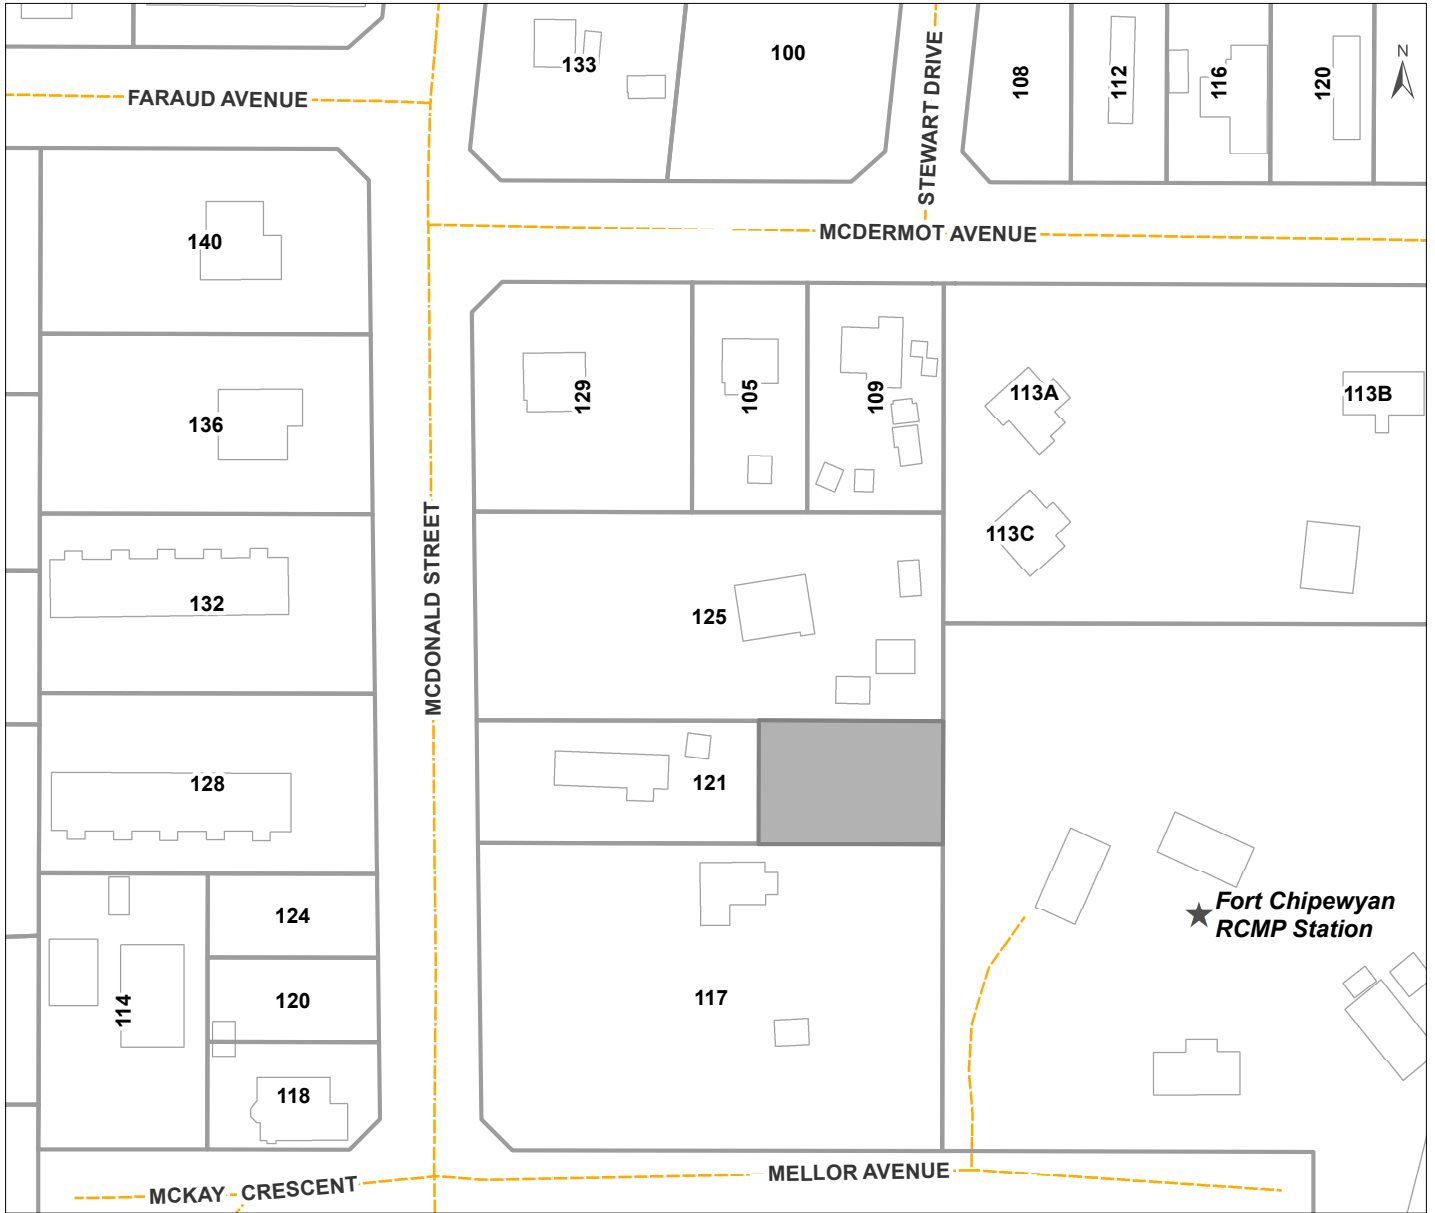 133
100
STEWART DRIVE
108
112
116
120
N
FARAUD AVENUE
140
MCDERMOT AVENUE
136
129
105
109
113A
113B
113C
MCDONALD STREET
132
125
128
121
124
Fort Chipewyan
RCMP Station
114
120
117
118
MCKAY CRESCENT
MELLOR AVENUE